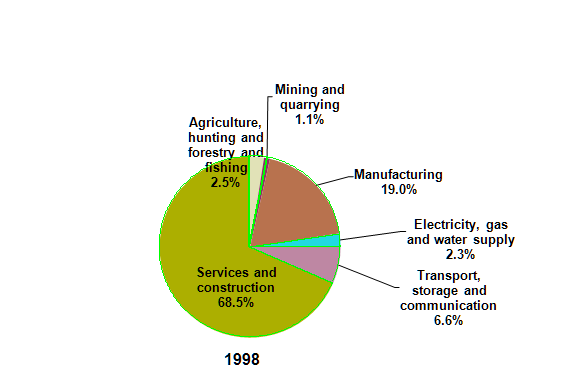 Mining and
quarrying
1.1%
Agriculture,
hunting and
forestry and
fishing
2.5%
Manufacturing
19.0%
Electricity, gas
and water supply
2.3%
Services and
construction
68.5%
Transport,
storage and
communication
6.6%
1998